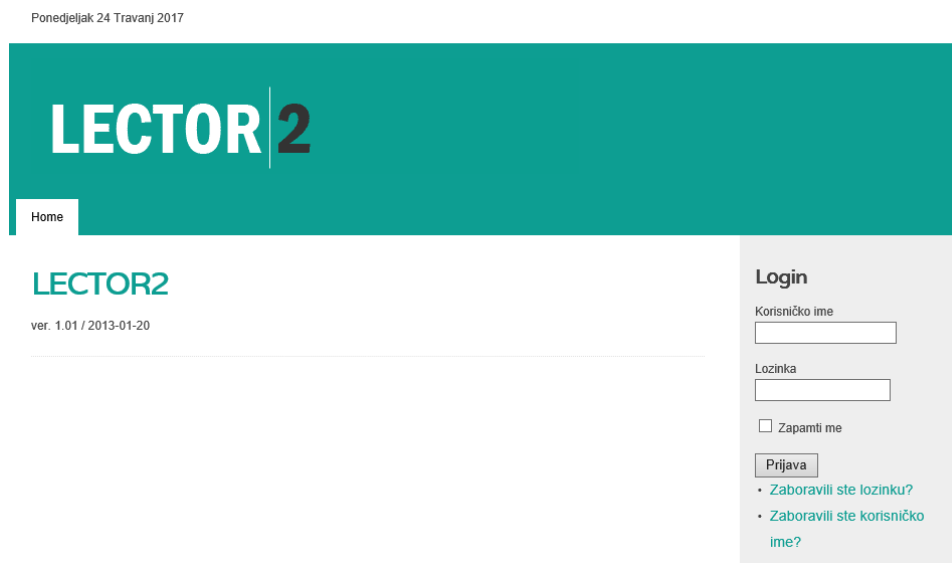 Ponedjeljak 24 Travanj 2017
LECTOR 2
Home
LECTOR2
ver. 1.01 / 2013-01-20
Login
Korisničko ime
Lozinka
Zapamti me
Prijava
Zaboravili ste lozinku?
Zaboravili ste korisničko
ime?